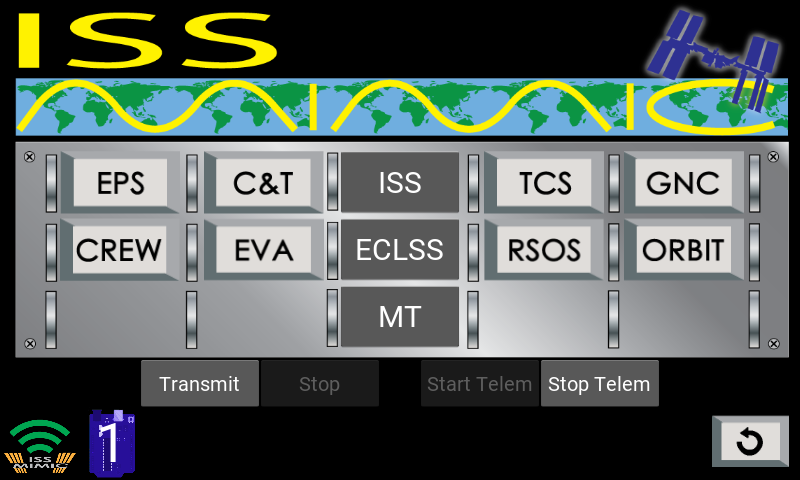 ISS
MIMIC
EPS C&T ISS TCS GNC
CREW EVA ECLSS RSOS ORBIT
MT
Transmit Stop Start Telem Stop Telem
ISS
MIMIC
1